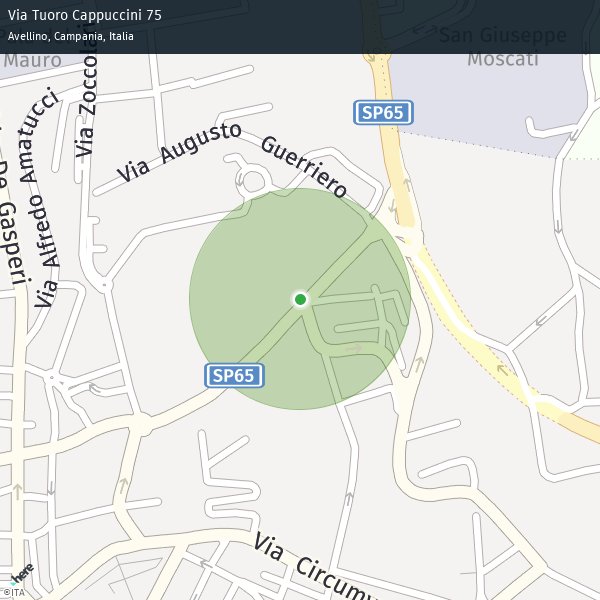 Via Tuoro Cappuccini 75
Avellino, Campania, Italia
Mauro
San Giuseppe
Moscati
Via Zoccolari
SP65
Via Augusto Guerriero
Via Alfredo Amatucci
De Gasperi
SP65
Via Circumv
here
©ITA